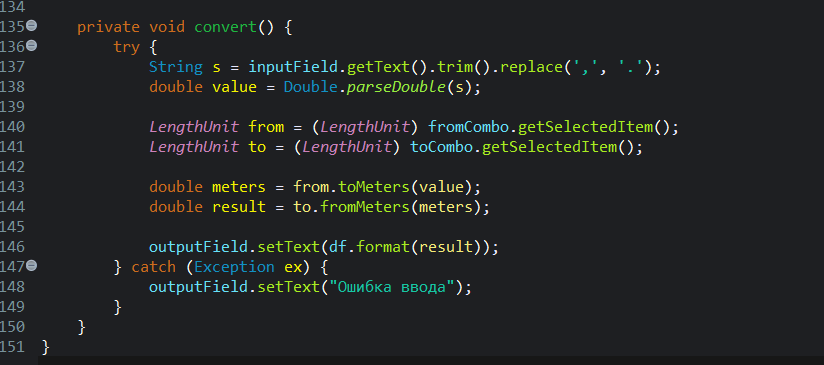 134
135 private void convert() {
136 try {
137 String s = inputField.getText().trim().replace(',', '.');
138 double value = Double.parseDouble(s);
139
140 LengthUnit from = (LengthUnit) fromCombo.getSelectedItem();
141 LengthUnit to = (LengthUnit) toCombo.getSelectedItem();
142
143 double meters = from.toMeters(value);
144 double result = to.fromMeters(meters);
145
146 outputField.setText(df.format(result));
147 } catch (Exception ex) {
148 outputField.setText("Ошибка ввода");
149 }
150 }
151 }